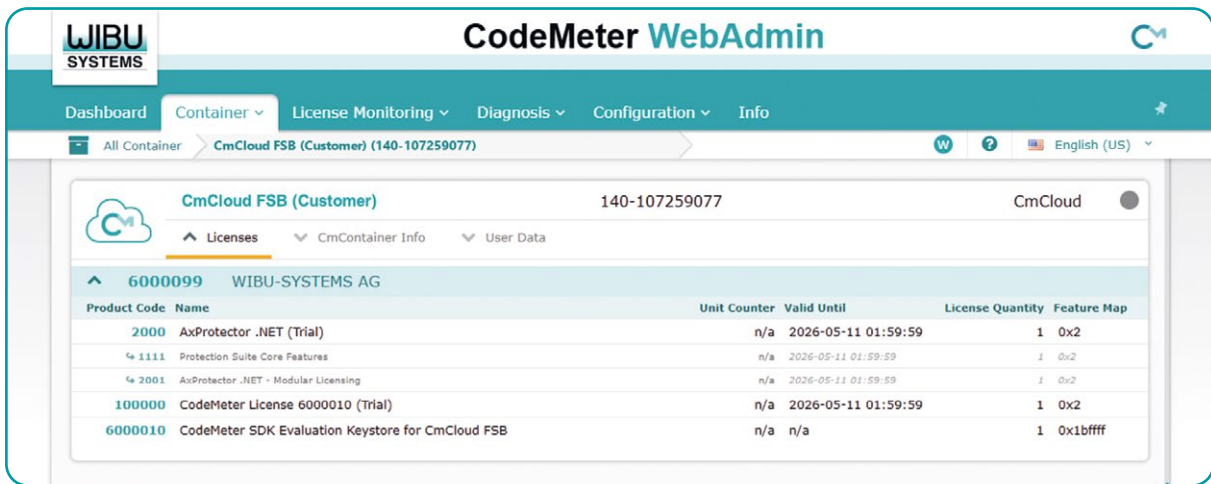 WIBU
SYSTEMS
CodeMeter WebAdmin
CM
Dashboard Container License Monitoring Diagnosis Configuration Info
All Container CmCloud FSB (Customer) (140-107259077) W ? English (US)
CM CmCloud FSB (Customer) 140-107259077 CmCloud
Licenses CmContainer Info User Data
6000099 WIBU-SYSTEMS AG
Product Code Name Unit Counter Valid Until License Quantity Feature Map
2000 AxProtector .NET (Trial) n/a 2026-05-11 01:59:59 1 0x2
1111 Protection Suite Core Features n/a 2026-05-11 01:59:59 1 0x2
2001 AxProtector .NET - Modular Licensing n/a 2026-05-11 01:59:59 1 0x2
100000 CodeMeter License 6000010 (Trial) n/a 2026-05-11 01:59:59 1 0x2
6000010 CodeMeter SDK Evaluation Keystore for CmCloud FSB n/a n/a 1 0x1bffff